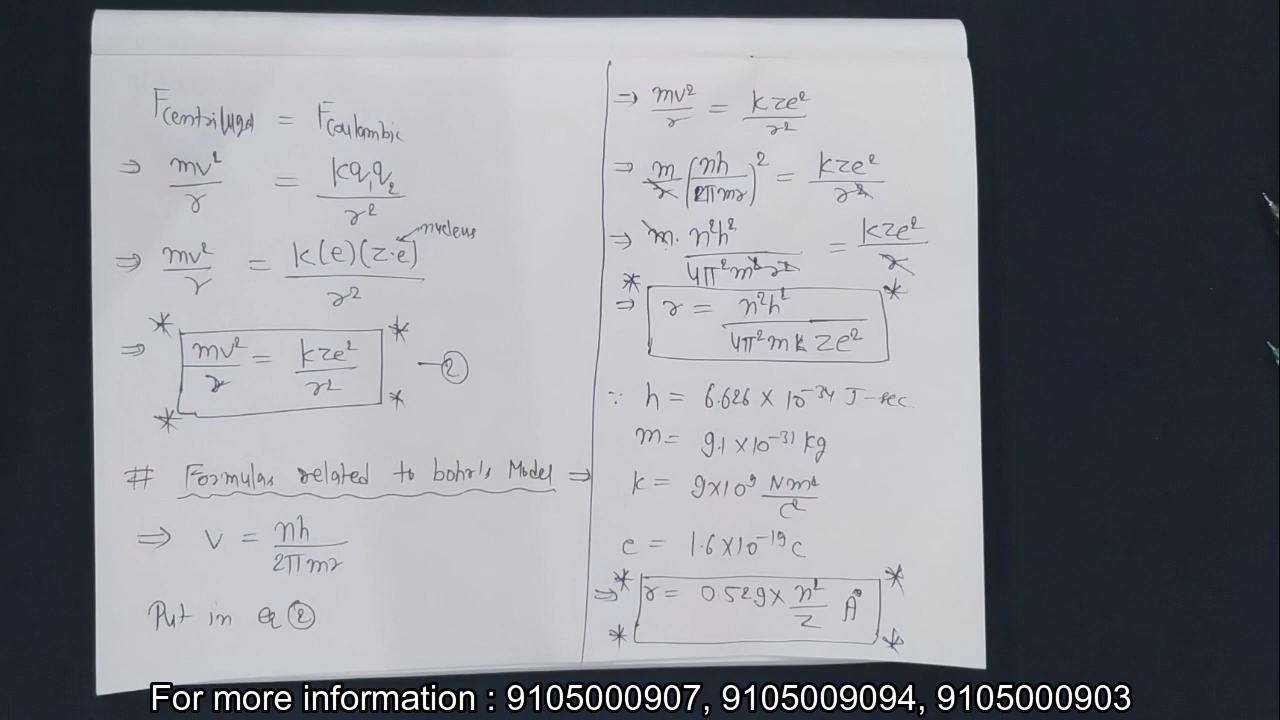 F centrifugal = F coulombic
⇒ mv²/r = kq₁q₂/r²
nucleus
⇒ mv²/r = k(e)(z·e)/r²
⇒ mv²/r = kze²/r² —②
# Formulas related to bohr's Model ⇒
⇒ v = nh/2πmr
Put in eq ②
⇒ mv²/r = kze²/r²
⇒ m/r (nh/2πmr)² = kze²/r²
⇒ m·n²h²/4π²m²r² = kze²/r
⇒ r = n²h²/4π²mkze²
∵ h = 6.626 × 10⁻³⁴ J-sec
m = 9.1 × 10⁻³¹ kg
k = 9×10⁹ Nm²/C²
e = 1.6×10⁻¹⁹ C
⇒ r = 0.529 × n²/z Å
For more information : 9105000907, 9105009094, 9105000903